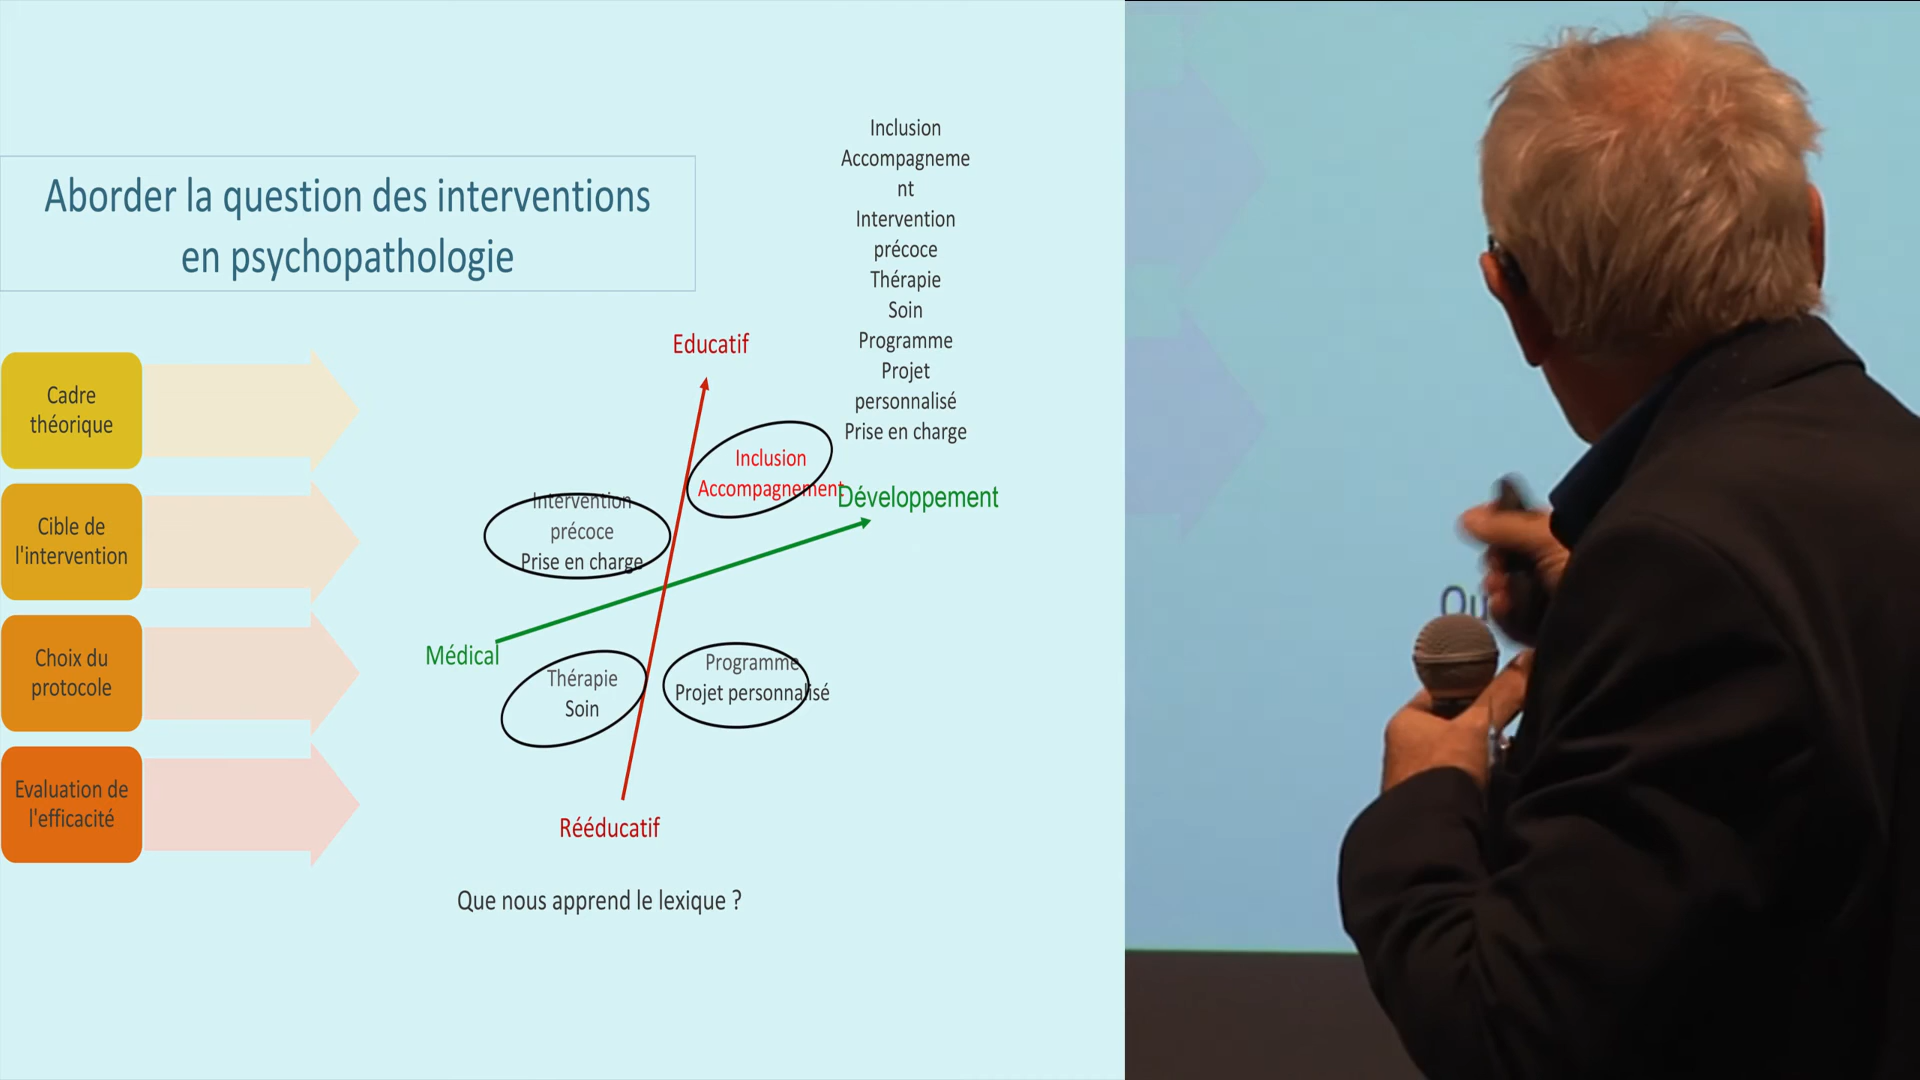 Aborder la question des interventions
en psychopathologie
Inclusion
Accompagneme
nt
Intervention
précoce
Thérapie
Soin
Programme
Projet
personnalisé
Prise en charge
Cadre
théorique
Cible de
l'intervention
Choix du
protocole
Evaluation de
l'efficacité
Educatif
Inclusion
Accompagnement
Développement
Intervention
précoce
Prise en charge
Médical
Thérapie
Soin
Programme
Projet personnalisé
Rééducatif
Que nous apprend le lexique ?
Qu